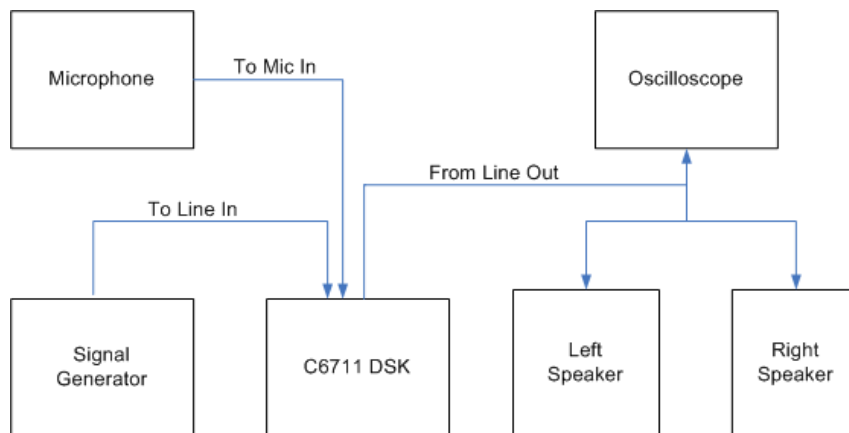 Microphone
To Mic In
Oscilloscope
From Line Out
To Line In
Signal
Generator
C6711 DSK
Left
Speaker
Right
Speaker